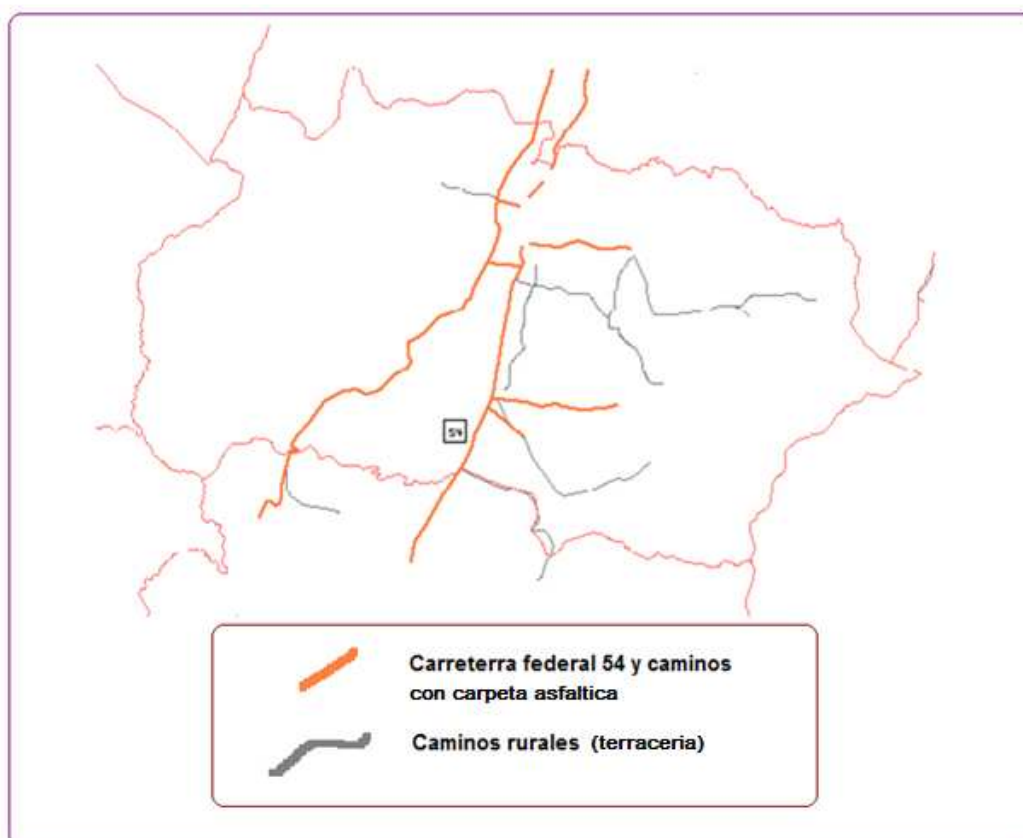 54
Carreterra federal 54 y caminos
con carpeta asfaltica
Caminos rurales (terraceria)